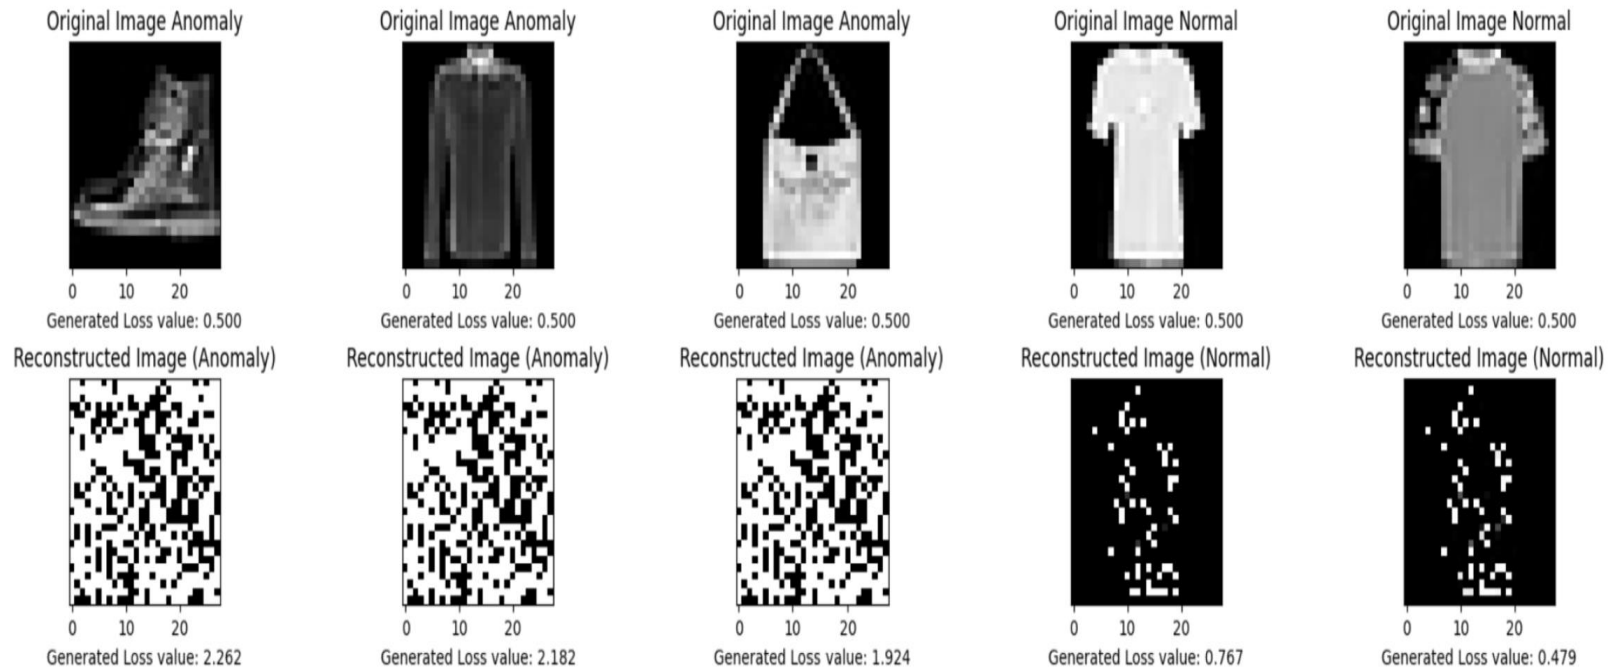 Original Image Anomaly
Original Image Anomaly
Original Image Anomaly
Original Image Normal
Original Image Normal
0 10 20
0 10 20
0 10 20
0 10 20
0 10 20
Generated Loss value: 0.500
Generated Loss value: 0.500
Generated Loss value: 0.500
Generated Loss value: 0.500
Generated Loss value: 0.500
Reconstructed Image (Anomaly)
Reconstructed Image (Anomaly)
Reconstructed Image (Anomaly)
Reconstructed Image (Normal)
Reconstructed Image (Normal)
0 10 20
0 10 20
0 10 20
0 10 20
0 10 20
Generated Loss value: 2.262
Generated Loss value: 2.182
Generated Loss value: 1.924
Generated Loss value: 0.767
Generated Loss value: 0.479